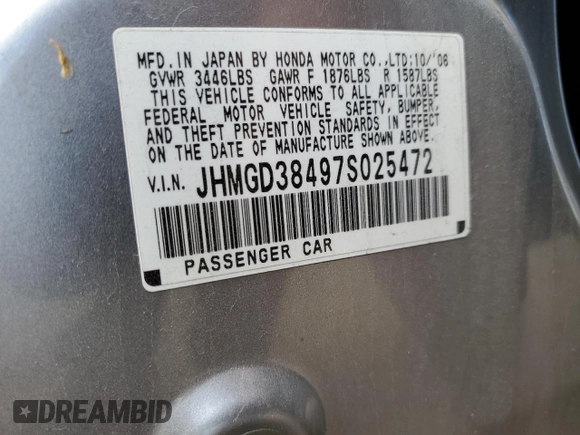 MFD. IN JAPAN BY HONDA MOTOR CO.,LTD:10/'06
GVWR 3446LBS GAWR F 1876LBS R 1587LBS
THIS VEHICLE CONFORMS TO ALL APPLICABLE
FEDERAL MOTOR VEHICLE SAFETY, BUMPER,
AND THEFT PREVENTION STANDARDS IN EFFECT
ON THE DATE OF MANUFACTURE SHOWN ABOVE.
V.I.N. JHMGD38497S025472
PASSENGER CAR
DREAMBID